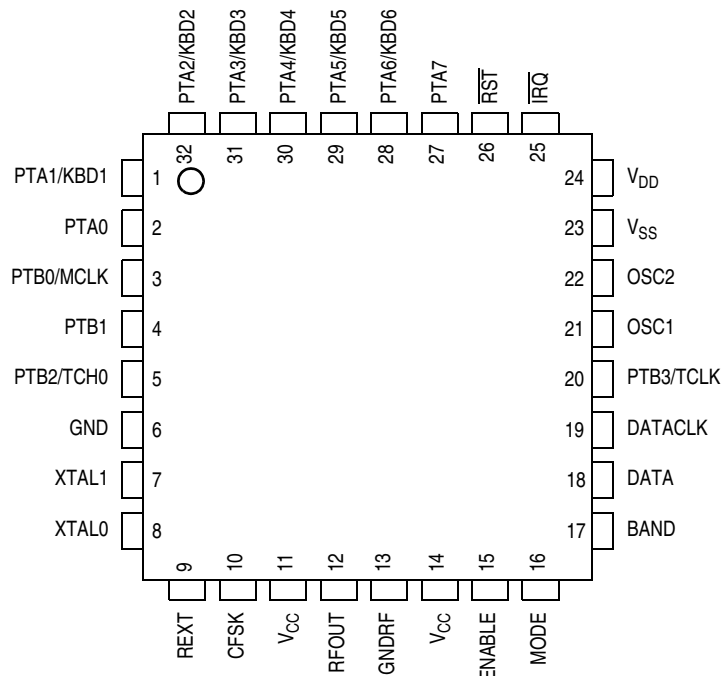 PTA2/KBD2
PTA3/KBD3
PTA4/KBD4
PTA5/KBD5
PTA6/KBD6
PTA7
RST
IRQ
32
31
30
29
28
27
26
25
PTA1/KBD1 1
PTA0 2
PTB0/MCLK 3
PTB1 4
PTB2/TCH0 5
GND 6
XTAL1 7
XTAL0 8
24 VDD
23 VSS
22 OSC2
21 OSC1
20 PTB3/TCLK
19 DATACLK
18 DATA
17 BAND
9
10
11
12
13
14
15
16
REXT
CFSK
VCC
RFOUT
GNDRF
VCC
ENABLE
MODE